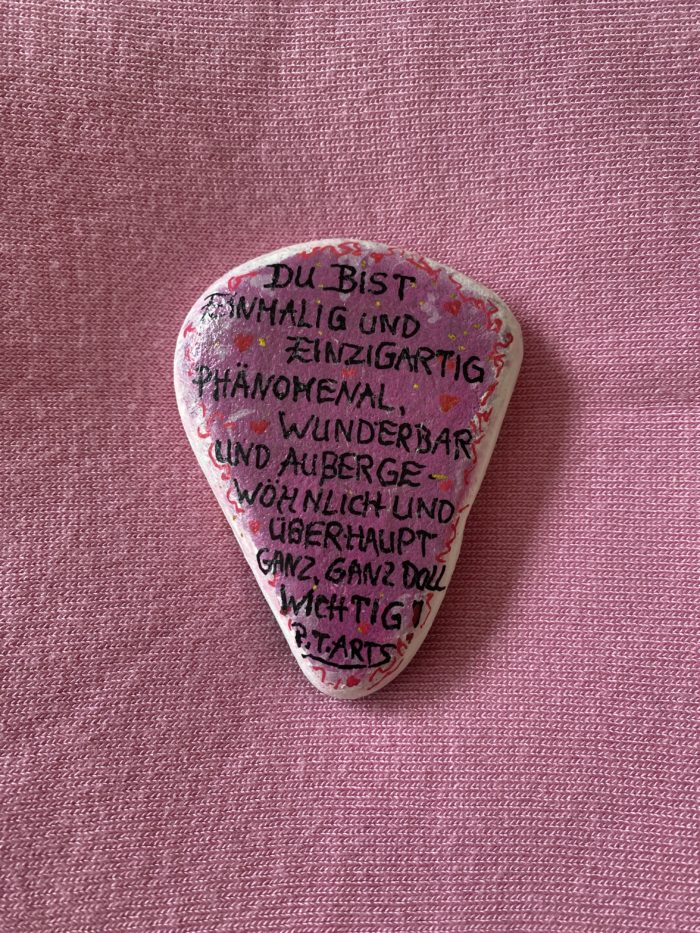 DU BIST
EINMALIG UND
EINZIGARTIG
PHÄNOMENAL,
WUNDERBAR
UND AUßERGE-
WÖHNLICH UND
ÜBERHAUPT
GANZ, GANZ DOLL
WICHTIG!
P.T.ARTS